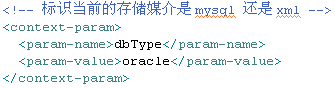 <!-- 标识当前的存储媒介是mysql 还是xml -->
<context-param>
<param-name>dbType</param-name>
<param-value>oracle</param-value>
</context-param>